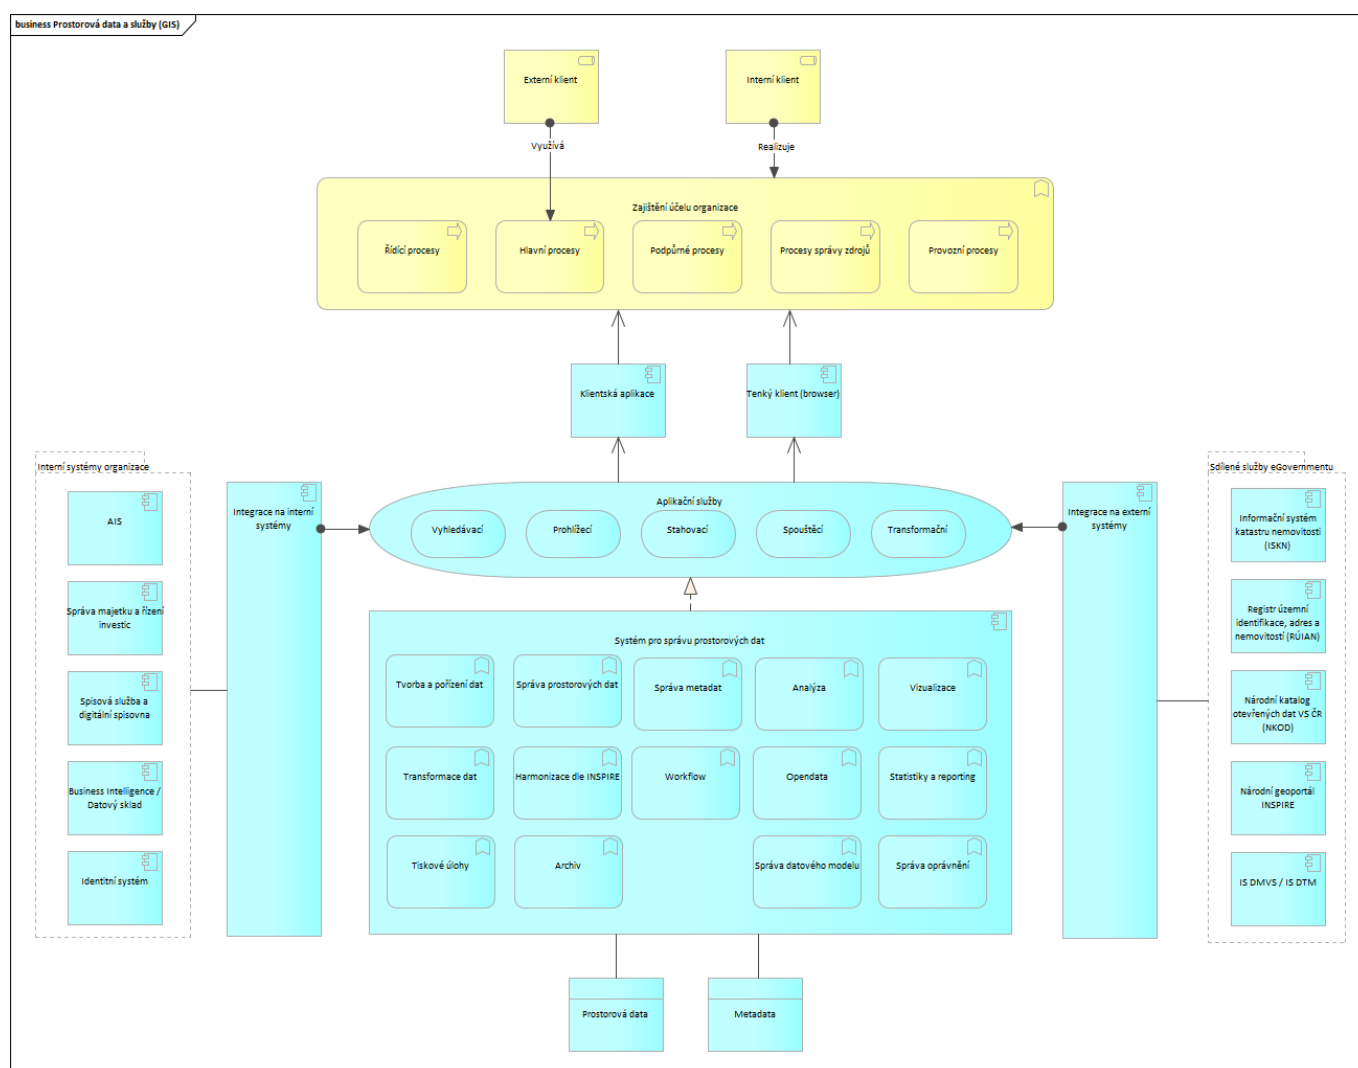 business Prostorová data a služby (GIS)
Externí klient
Interní klient
Využívá
Realizuje
Zajištění účelu organizace
Řídící procesy
Hlavní procesy
Podpůrné procesy
Procesy správy zdrojů
Provozní procesy
Klientská aplikace
Tenký klient (browser)
Interní systémy organizace
AIS
Správa majetku a řízení
investic
Spisová služba a
digitální spisovna
Business Intelligence /
Datový sklad
Identitní systém
Integrace na interní
systémy
Aplikační služby
Vyhledávací
Prohlížecí
Stahovací
Spouštěcí
Transformační
Integrace na externí
systémy
Sdílené služby eGovernmentu
Informační systém
katastru nemovitosti
(ISKN)
Registr územní
identifikace, adres a
nemovitostí (RÚIAN)
Národní katalog
otevřených dat VS ČR
(NKOD)
Národní geoportál
INSPIRE
IS DMVS / IS DTM
Systém pro správu prostorových dat
Tvorba a pořízení dat
Správa prostorových dat
Správa metadat
Analýza
Vizualizace
Transformace dat
Harmonizace dle INSPIRE
Workflow
Opendata
Statistiky a reporting
Tiskové úlohy
Archiv
Správa datového modelu
Správa oprávnění
Prostorová data
Metadata